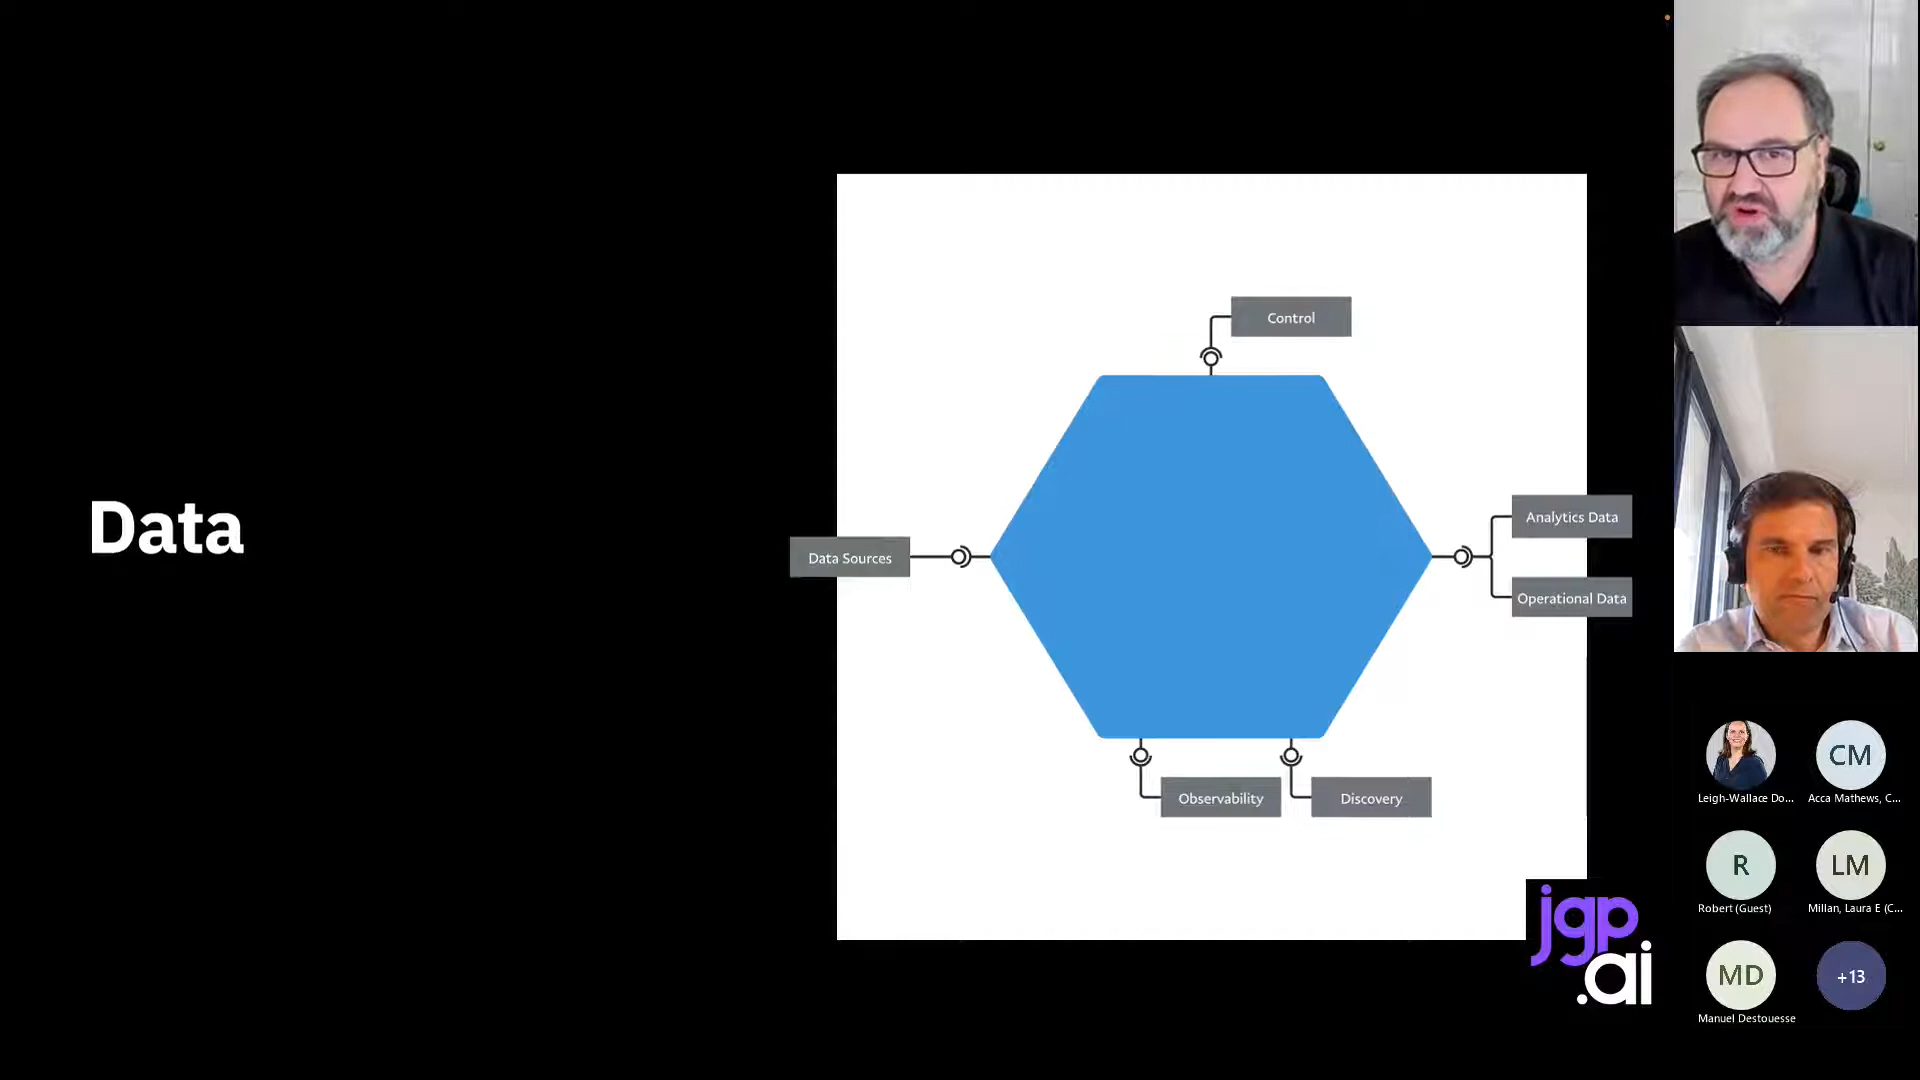 Data
Control
Data Sources
Analytics Data
Operational Data
Observability
Discovery
jgp
.ai
Leigh-Wallace Do...
CM
Acca Mathews, C...
R
Robert (Guest)
LM
Millan, Laura E (C...
MD
Manuel Destouesse
+13